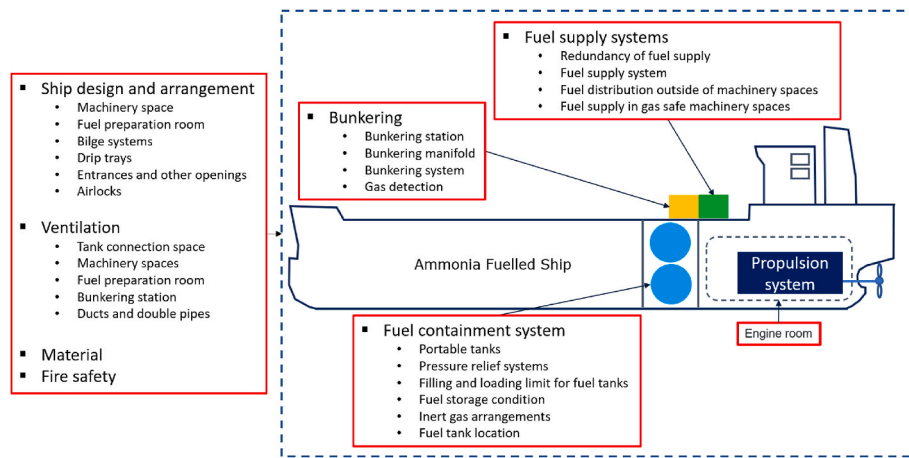 ▪ Ship design and arrangement
• Machinery space
• Fuel preparation room
• Bilge systems
• Drip trays
• Entrances and other openings
• Airlocks
▪ Ventilation
• Tank connection space
• Machinery spaces
• Fuel preparation room
• Bunkering station
• Ducts and double pipes
▪ Material
▪ Fire safety
▪ Bunkering
• Bunkering station
• Bunkering manifold
• Bunkering system
• Gas detection
▪ Fuel supply systems
• Redundancy of fuel supply
• Fuel supply system
• Fuel distribution outside of machinery spaces
• Fuel supply in gas safe machinery spaces
Ammonia Fuelled Ship
Propulsion
system
Engine room
▪ Fuel containment system
• Portable tanks
• Pressure relief systems
• Filling and loading limit for fuel tanks
• Fuel storage condition
• Inert gas arrangements
• Fuel tank location